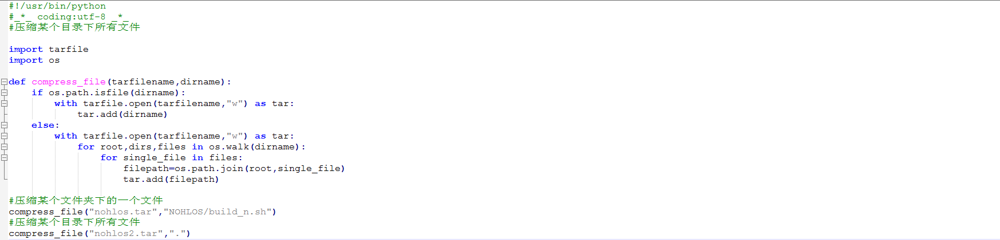 #!/usr/bin/python
#_*_ coding:utf-8 _*_
#压缩某个目录下所有文件
import tarfile
import os
def compress_file(tarfilename,dirname):
    if os.path.isfile(dirname):
        with tarfile.open(tarfilename,"w") as tar:
            tar.add(dirname)
    else:
        with tarfile.open(tarfilename,"w") as tar:
            for root,dirs,files in os.walk(dirname):
                for single_file in files:
                    filepath=os.path.join(root,single_file)
                    tar.add(filepath)
#压缩某个文件夹下的一个文件
compress_file("nohlos.tar","NOHLOS/build_n.sh")
#压缩某个目录下所有文件
compress_file("nohlos2.tar",".")